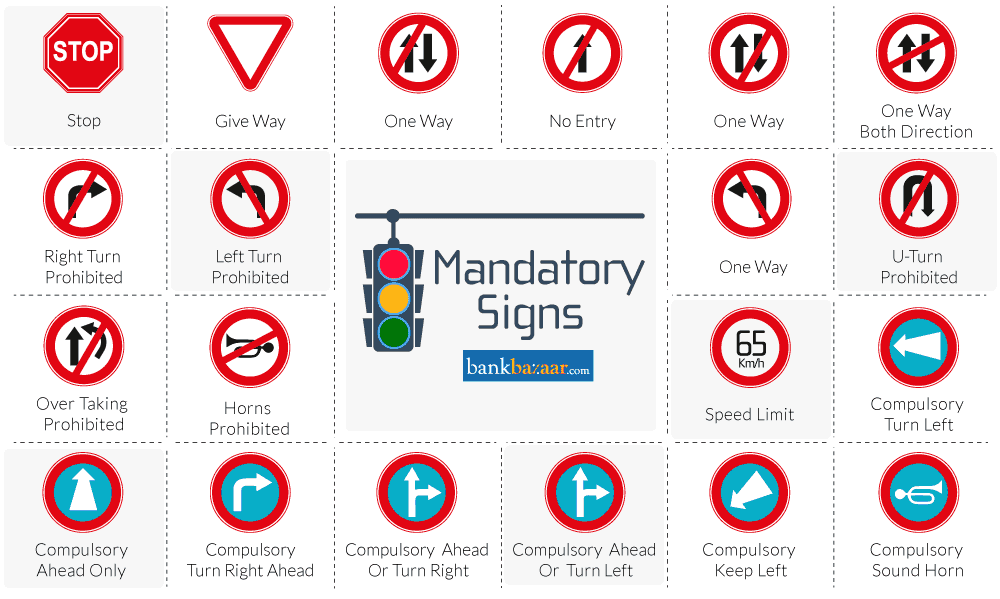 STOP
Stop
Give Way
One Way
No Entry
One Way
One Way
Both Direction
Right Turn
Prohibited
Left Turn
Prohibited
Mandatory
Signs
bankbazaar.com
One Way
U-Turn
Prohibited
Over Taking
Prohibited
Horns
Prohibited
65
Km/h
Speed Limit
Compulsory
Turn Left
Compulsory
Ahead Only
Compulsory
Turn Right Ahead
Compulsory Ahead
Or Turn Right
Compulsory Ahead
Or Turn Left
Compulsory
Keep Left
Compulsory
Sound Horn